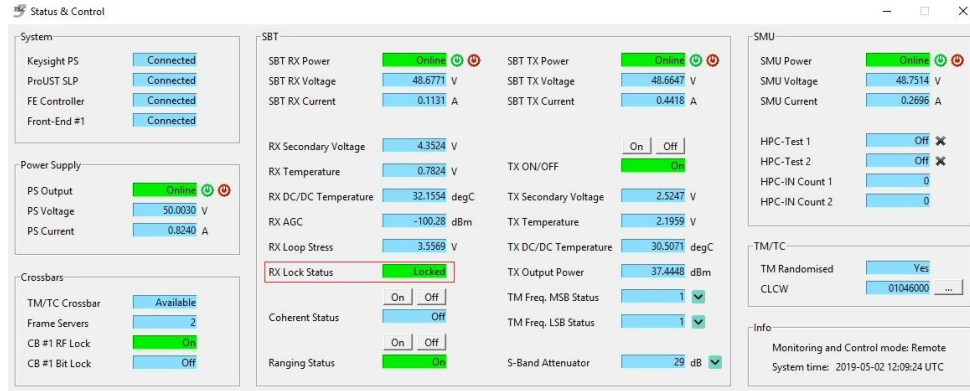 Status & Control
System
Keysight PS Connected
ProUST SLP Connected
FE Controller Connected
Front-End #1 Connected
Power Supply
PS Output Online
PS Voltage 50.0030 V
PS Current 0.8240 A
Crossbars
TM/TC Crossbar Available
Frame Servers 2
CB #1 RF Lock On
CB #1 Bit Lock Off
SBT
SBT RX Power Online
SBT RX Voltage 48.6771 V
SBT RX Current 0.1131 A
RX Secondary Voltage 4.3524 V
RX Temperature 0.7824 V
RX DC/DC Temperature 32.1554 degC
RX AGC -100.28 dBm
RX Loop Stress 3.5569 V
RX Lock Status Locked
On Off
Coherent Status Off
On Off
Ranging Status On
SBT TX Power Online
SBT TX Voltage 48.6647 V
SBT TX Current 0.4418 A
On Off
TX ON/OFF On
TX Secondary Voltage 2.5247 V
TX Temperature 2.1959 V
TX DC/DC Temperature 30.5071 degC
TX Output Power 37.4448 dBm
TM Freq. MSB Status 1
TM Freq. LSB Status 1
S-Band Attenuator 29 dB
SMU
SMU Power Online
SMU Voltage 48.7514 V
SMU Current 0.2696 A
HPC-Test 1 Off
HPC-Test 2 Off
HPC-IN Count 1 0
HPC-IN Count 2 0
TM/TC
TM Randomised Yes
CLCW 01046000 ...
Info
Monitoring and Control mode: Remote
System time: 2019-05-02 12:09:24 UTC